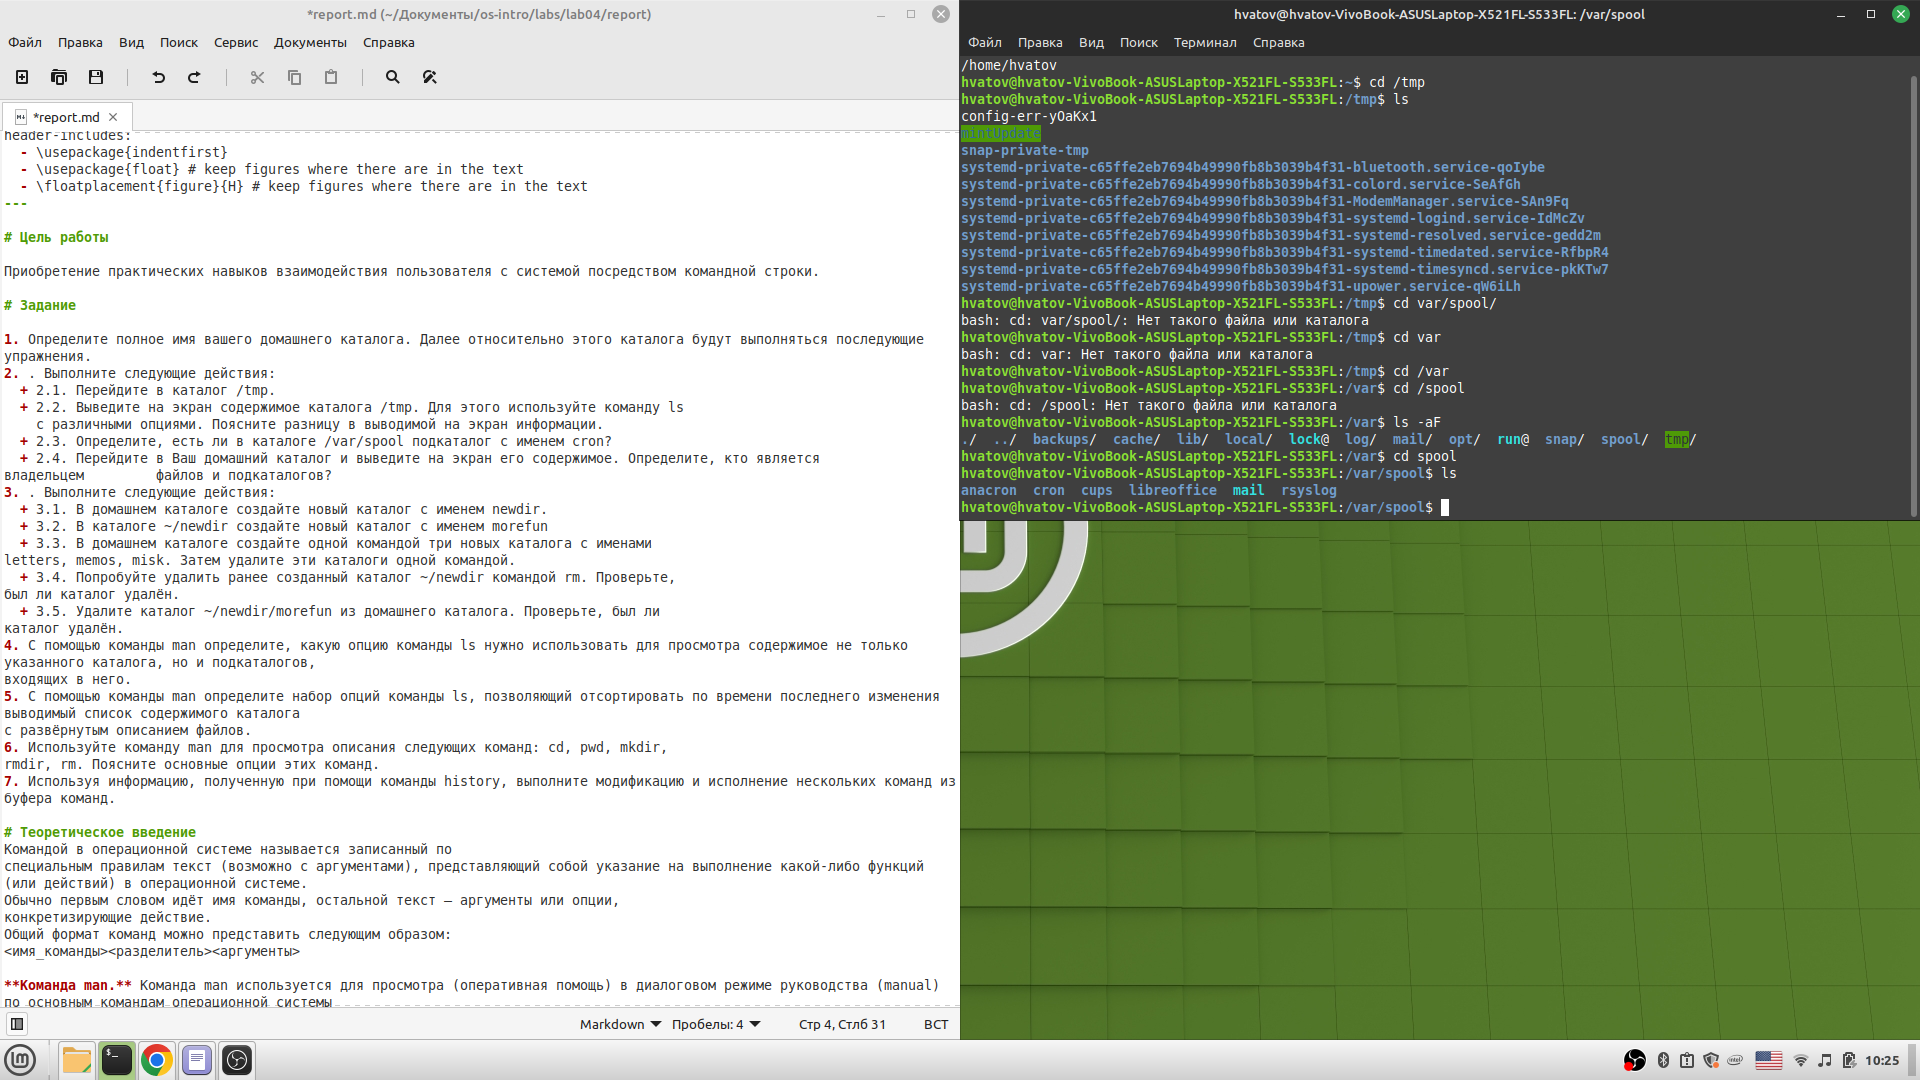 *report.md (~/Документы/os-intro/labs/lab04/report)
Файл Правка Вид Поиск Сервис Документы Справка
*report.md
header-includes:
- \usepackage{indentfirst}
- \usepackage{float} # keep figures where there are in the text
- \floatplacement{figure}{H} # keep figures where there are in the text
---
# Цель работы
Приобретение практических навыков взаимодействия пользователя с системой посредством командной строки.
# Задание
1. Определите полное имя вашего домашнего каталога. Далее относительно этого каталога будут выполняться последующие
упражнения.
2. . Выполните следующие действия:
+ 2.1. Перейдите в каталог /tmp.
+ 2.2. Выведите на экран содержимое каталога /tmp. Для этого используйте команду ls
с различными опциями. Поясните разницу в выводимой на экран информации.
+ 2.3. Определите, есть ли в каталоге /var/spool подкаталог с именем cron?
+ 2.4. Перейдите в Ваш домашний каталог и выведите на экран его содержимое. Определите, кто является
владельцем         файлов и подкаталогов?
3. . Выполните следующие действия:
+ 3.1. В домашнем каталоге создайте новый каталог с именем newdir.
+ 3.2. В каталоге ~/newdir создайте новый каталог с именем morefun
+ 3.3. В домашнем каталоге создайте одной командой три новых каталога с именами
letters, memos, misk. Затем удалите эти каталоги одной командой.
+ 3.4. Попробуйте удалить ранее созданный каталог ~/newdir командой rm. Проверьте,
был ли каталог удалён.
+ 3.5. Удалите каталог ~/newdir/morefun из домашнего каталога. Проверьте, был ли
каталог удалён.
4. С помощью команды man определите, какую опцию команды ls нужно использовать для просмотра содержимое не только
указанного каталога, но и подкаталогов,
входящих в него.
5. С помощью команды man определите набор опций команды ls, позволяющий отсортировать по времени последнего изменения
выводимый список содержимого каталога
с развёрнутым описанием файлов.
6. Используйте команду man для просмотра описания следующих команд: cd, pwd, mkdir,
rmdir, rm. Поясните основные опции этих команд.
7. Используя информацию, полученную при помощи команды history, выполните модификацию и исполнение нескольких команд из
буфера команд.
# Теоретическое введение
Командой в операционной системе называется записанный по
специальным правилам текст (возможно с аргументами), представляющий собой указание на выполнение какой-либо функций
(или действий) в операционной системе.
Обычно первым словом идёт имя команды, остальной текст — аргументы или опции,
конкретизирующие действие.
Общий формат команд можно представить следующим образом:
<имя_команды><разделитель><аргументы>
**Команда man.** Команда man используется для просмотра (оперативная помощь) в диалоговом режиме руководства (manual)
по основным командам операционной системы
Markdown Пробелы: 4 Стр 4, Стлб 31 ВСТ
hvatov@hvatov-VivoBook-ASUSLaptop-X521FL-S533FL: /var/spool
Файл Правка Вид Поиск Терминал Справка
/home/hvatov
hvatov@hvatov-VivoBook-ASUSLaptop-X521FL-S533FL:~$ cd /tmp
hvatov@hvatov-VivoBook-ASUSLaptop-X521FL-S533FL:/tmp$ ls
config-err-yOaKx1
mintUpdate
snap-private-tmp
systemd-private-c65ffe2eb7694b49990fb8b3039b4f31-bluetooth.service-qoIybe
systemd-private-c65ffe2eb7694b49990fb8b3039b4f31-colord.service-SeAfGh
systemd-private-c65ffe2eb7694b49990fb8b3039b4f31-ModemManager.service-SAn9Fq
systemd-private-c65ffe2eb7694b49990fb8b3039b4f31-systemd-logind.service-IdMcZv
systemd-private-c65ffe2eb7694b49990fb8b3039b4f31-systemd-resolved.service-gedd2m
systemd-private-c65ffe2eb7694b49990fb8b3039b4f31-systemd-timedated.service-RfbpR4
systemd-private-c65ffe2eb7694b49990fb8b3039b4f31-systemd-timesyncd.service-pkKTw7
systemd-private-c65ffe2eb7694b49990fb8b3039b4f31-upower.service-qW6iLh
hvatov@hvatov-VivoBook-ASUSLaptop-X521FL-S533FL:/tmp$ cd var/spool/
bash: cd: var/spool/: Нет такого файла или каталога
hvatov@hvatov-VivoBook-ASUSLaptop-X521FL-S533FL:/tmp$ cd var
bash: cd: var: Нет такого файла или каталога
hvatov@hvatov-VivoBook-ASUSLaptop-X521FL-S533FL:/tmp$ cd /var
hvatov@hvatov-VivoBook-ASUSLaptop-X521FL-S533FL:/var$ cd /spool
bash: cd: /spool: Нет такого файла или каталога
hvatov@hvatov-VivoBook-ASUSLaptop-X521FL-S533FL:/var$ ls -aF
./ ../ backups/ cache/ lib/ local/ lock@ log/ mail/ opt/ run@ snap/ spool/ tmp/
hvatov@hvatov-VivoBook-ASUSLaptop-X521FL-S533FL:/var$ cd spool
hvatov@hvatov-VivoBook-ASUSLaptop-X521FL-S533FL:/var/spool$ ls
anacron cron cups libreoffice mail rsyslog
hvatov@hvatov-VivoBook-ASUSLaptop-X521FL-S533FL:/var/spool$
10:25